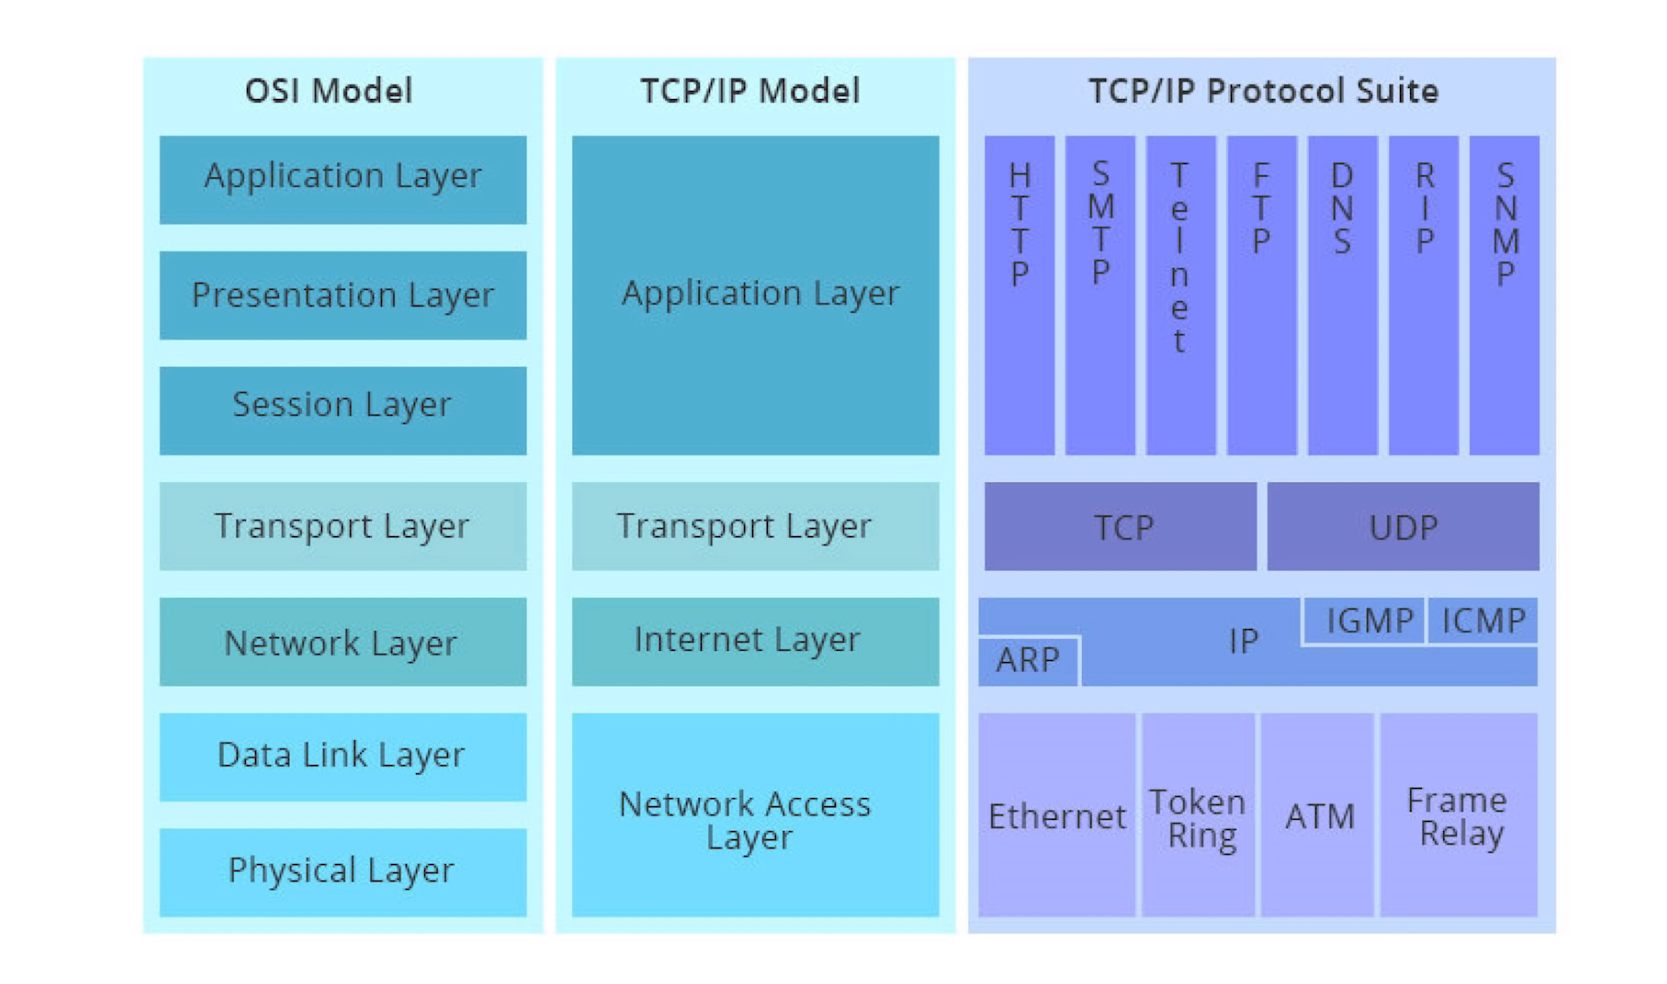 OSI Model
Application Layer
Presentation Layer
Session Layer
Transport Layer
Network Layer
Data Link Layer
Physical Layer
TCP/IP Model
Application Layer
Transport Layer
Internet Layer
Network Access
Layer
TCP/IP Protocol Suite
HTTP
SMTP
Telnet
FTP
DNS
RIP
SNMP
TCP
UDP
ARP
IP
IGMP
ICMP
Ethernet
Token
Ring
ATM
Frame
Relay